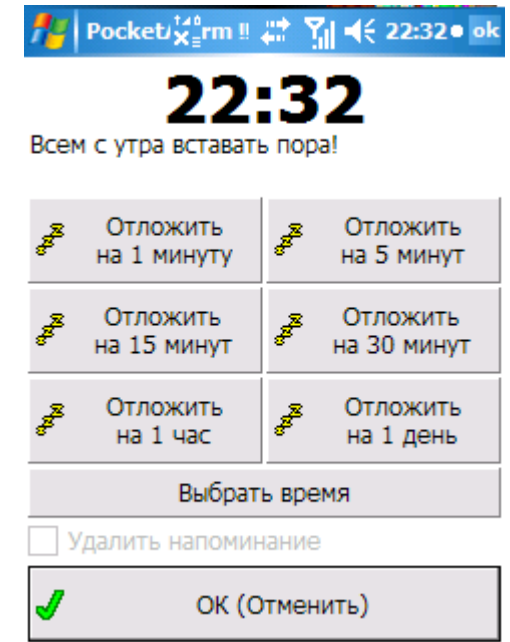 Pocket rm !! 22:32 ok
22:32
Всем с утра вставать пора!
Отложить
на 1 минуту
Отложить
на 5 минут
Отложить
на 15 минут
Отложить
на 30 минут
Отложить
на 1 час
Отложить
на 1 день
Выбрать время
Удалить напоминание
OK (Отменить)